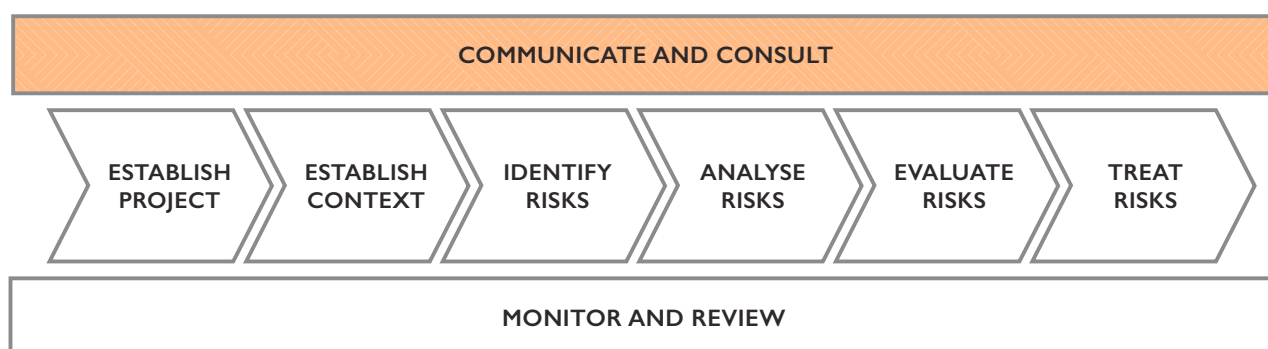 COMMUNICATE AND CONSULT
ESTABLISH
PROJECT
ESTABLISH
CONTEXT
IDENTIFY
RISKS
ANALYSE
RISKS
EVALUATE
RISKS
TREAT
RISKS
MONITOR AND REVIEW